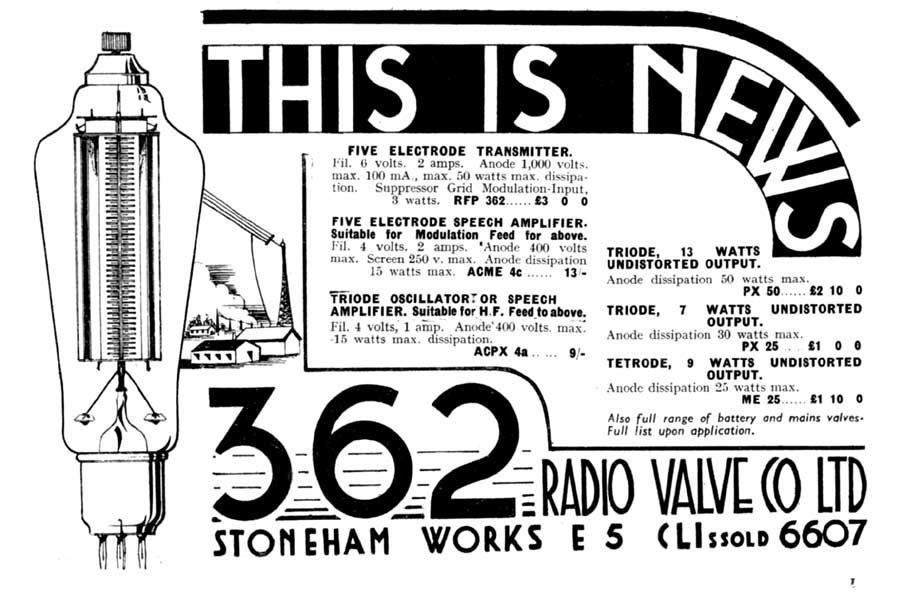 THIS IS NEWS
FIVE ELECTRODE TRANSMITTER.
Fil. 6 volts. 2 amps. Anode 1,000 volts.
max. 100 mA., max. 50 watts max. dissipa-
tion. Suppressor Grid Modulation-Input,
3 watts. RFP 362......£3 0 0
FIVE ELECTRODE SPEECH AMPLIFIER.
Suitable for Modulation Feed for above.
Fil. 4 volts. 2 amps. Anode 400 volts
max. Screen 250 v. max. Anode dissipation
15 watts max. ACME 4c ...... 13/-
TRIODE OSCILLATOR OR SPEECH
AMPLIFIER. Suitable for H.F. Feed to above.
Fil. 4 volts, 1 amp. Anode 400 volts. max.
15 watts max. dissipation.
ACPX 4a ..... 9/-
TRIODE, 13 WATTS
UNDISTORTED OUTPUT.
Anode dissipation 50 watts max.
PX 50......£2 10 0
TRIODE, 7 WATTS UNDISTORTED
OUTPUT.
Anode dissipation 30 watts max.
PX 25 ....£1 0 0
TETRODE, 9 WATTS UNDISTORTED
OUTPUT.
Anode dissipation 25 watts max.
ME 25......£1 10 0
Also full range of battery and mains valves.
Full list upon application.
362 RADIO VALVE CO LTD
STONEHAM WORKS E 5 CLISSOLD 6607